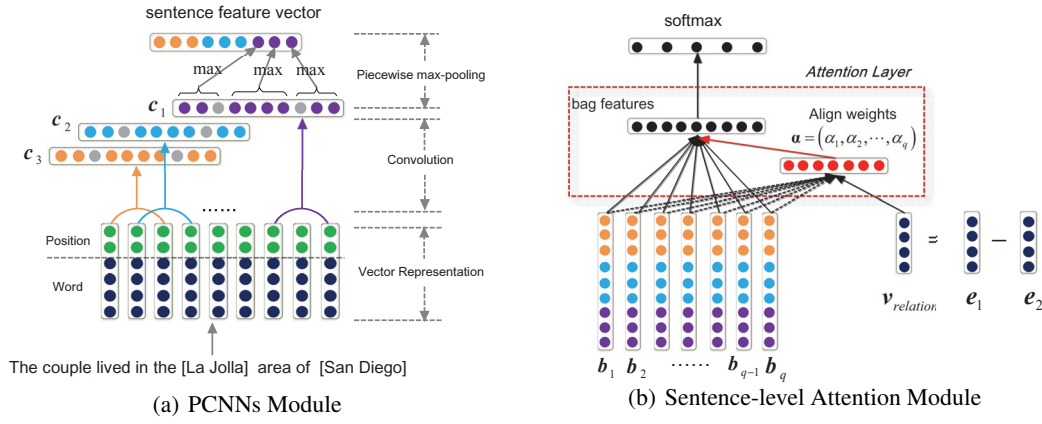 sentence feature vector
max
max
max
Piecewise max-pooling
c1
c2
c3
Convolution
......
Position
Word
Vector Representation
The couple lived in the [La Jolla] area of [San Diego]
(a) PCNNs Module
softmax
Attention Layer
bag features
Align weights
α = (α1, α2, ⋯, αq)
vrelation
≈
e1
−
e2
b1 b2 ...... bq−1 bq
(b) Sentence-level Attention Module